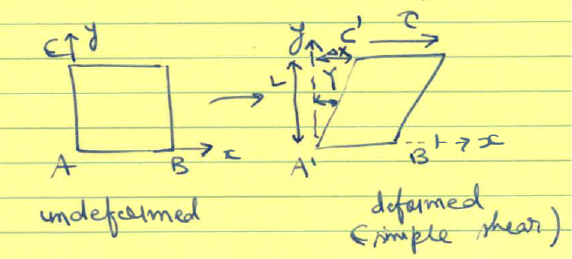 C y
A B x
undeformed
y Δx C' τ
L γ
A' B x
deformed
(simple shear)